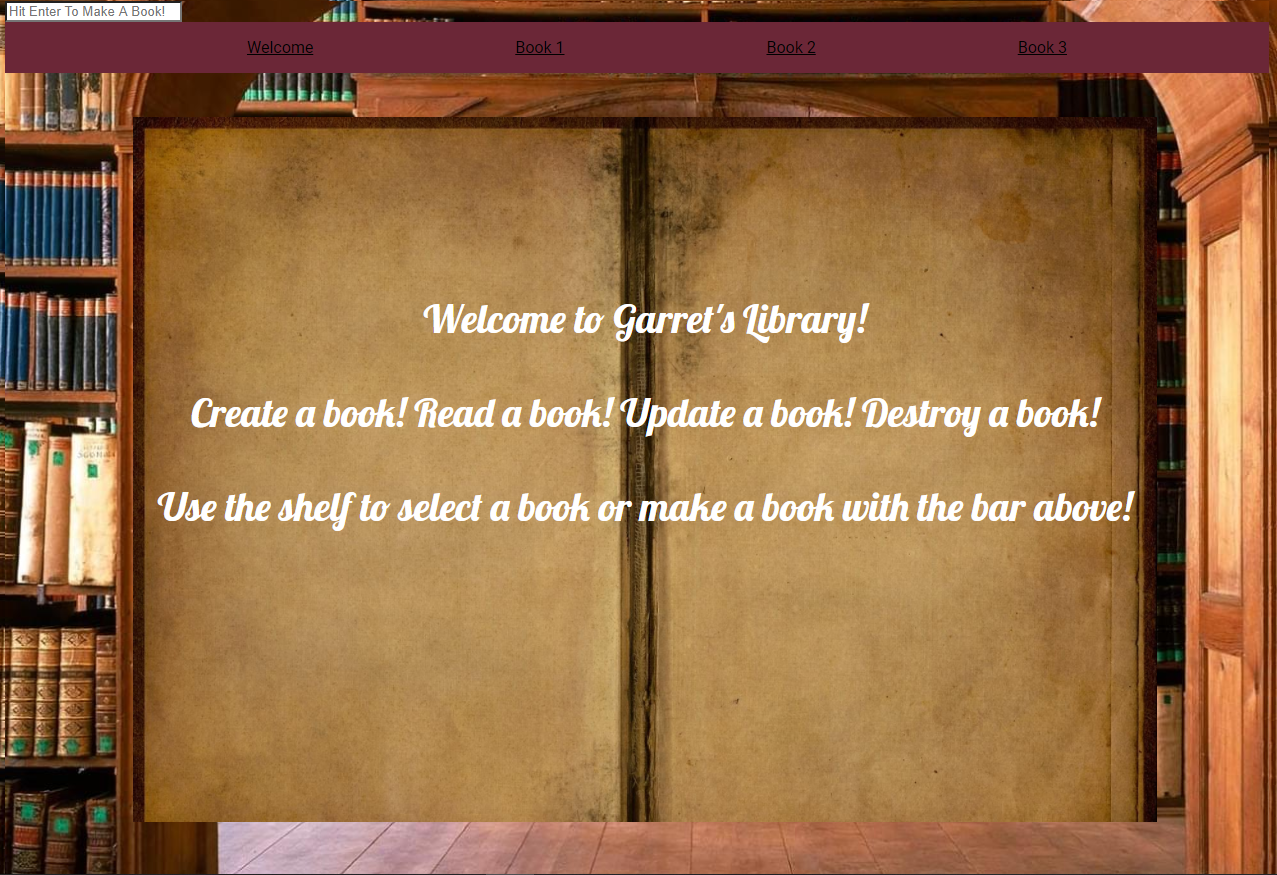 Hit Enter To Make A Book!
Welcome Book 1 Book 2 Book 3
Welcome to Garret's Library!
Create a book! Read a book! Update a book! Destroy a book!
Use the shelf to select a book or make a book with the bar above!